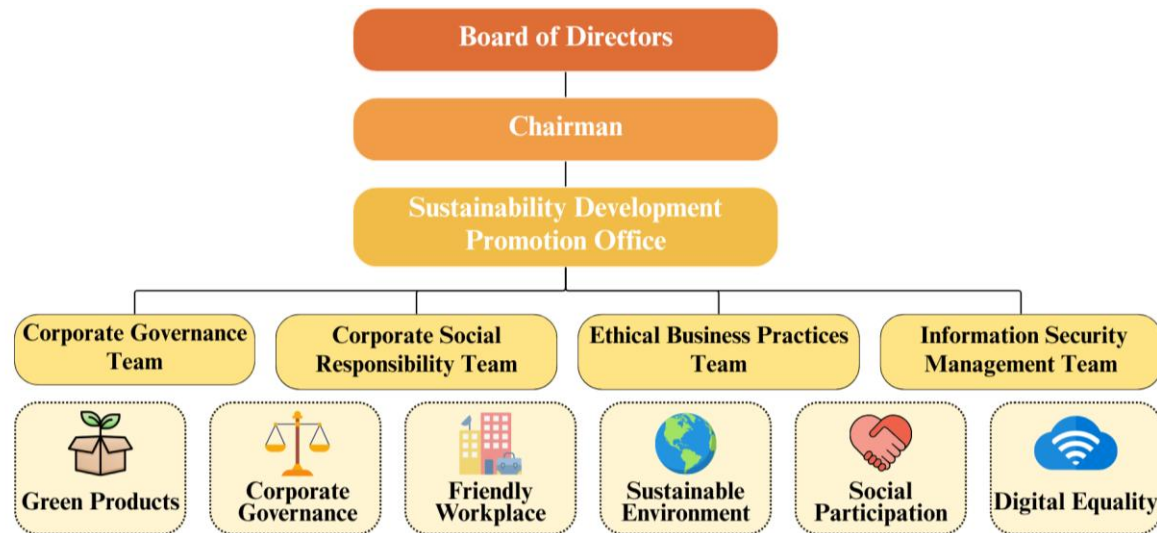 Board of Directors
Chairman
Sustainability Development
Promotion Office
Corporate Governance
Team
Corporate Social
Responsibility Team
Ethical Business Practices
Team
Information Security
Management Team
Green Products
Corporate
Governance
Friendly
Workplace
Sustainable
Environment
Social
Participation
Digital Equality